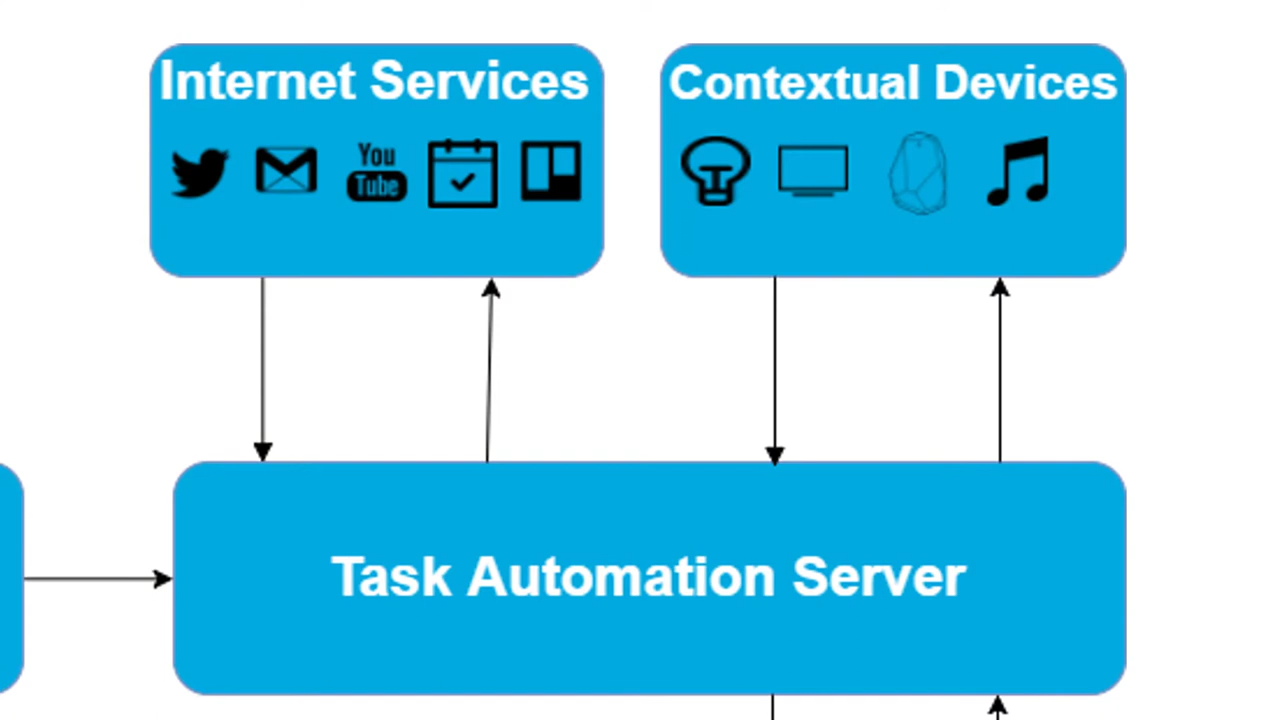 Internet Services
Contextual Devices
You
Tube
Task Automation Server